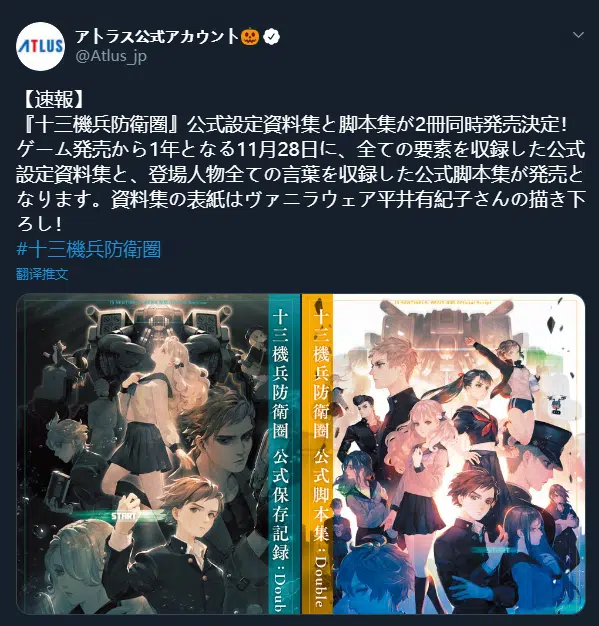 アトラス公式アカウント🎃
@Atlus_jp
ATLUS
【速報】
『十三機兵防衛圏』公式設定資料集と脚本集が2冊同時発売決定！
ゲーム発売から1年となる11月28日に、全ての要素を収録した公式
設定資料集と、登場人物全ての言葉を収録した公式脚本集が発売と
なります。資料集の表紙はヴァニラウェア平井有紀子さんの描き下
ろし！
#十三機兵防衛圏
翻译推文
十三機兵防衛圏 公式保存記録：Doub
START
十三機兵防衛圏 公式脚本集：Double